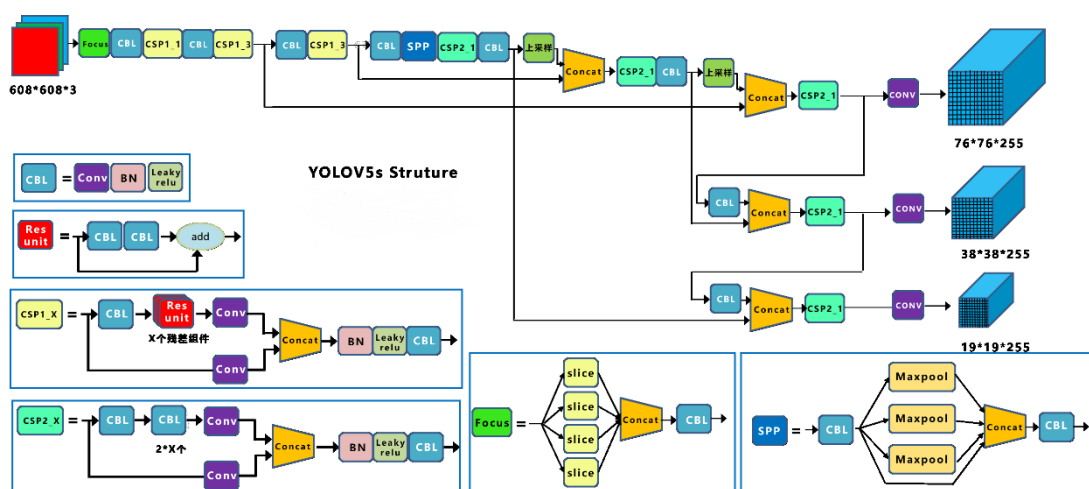 Focus CBL CSP1_1 CBL CSP1_3 CBL CSP1_3 CBL SPP CSP2_1 CBL 上采样
Concat CSP2_1 CBL 上采样
Concat CSP2_1 CONV
608*608*3
76*76*255
YOLOV5s Struture
CBL = Conv BN Leaky relu
CBL Concat CSP2_1 CONV
38*38*255
Res unit = CBL CBL add
CBL Concat CSP2_1 CONV
19*19*255
CSP1_X = CBL Res unit Conv
X个残差组件
Concat BN Leaky relu CBL
Conv
CSP2_X = CBL CBL Conv
2*X个
Concat BN Leaky relu CBL
Conv
Focus = slice
slice
slice
slice
Concat CBL
SPP = CBL Maxpool
Maxpool
Maxpool
Concat CBL